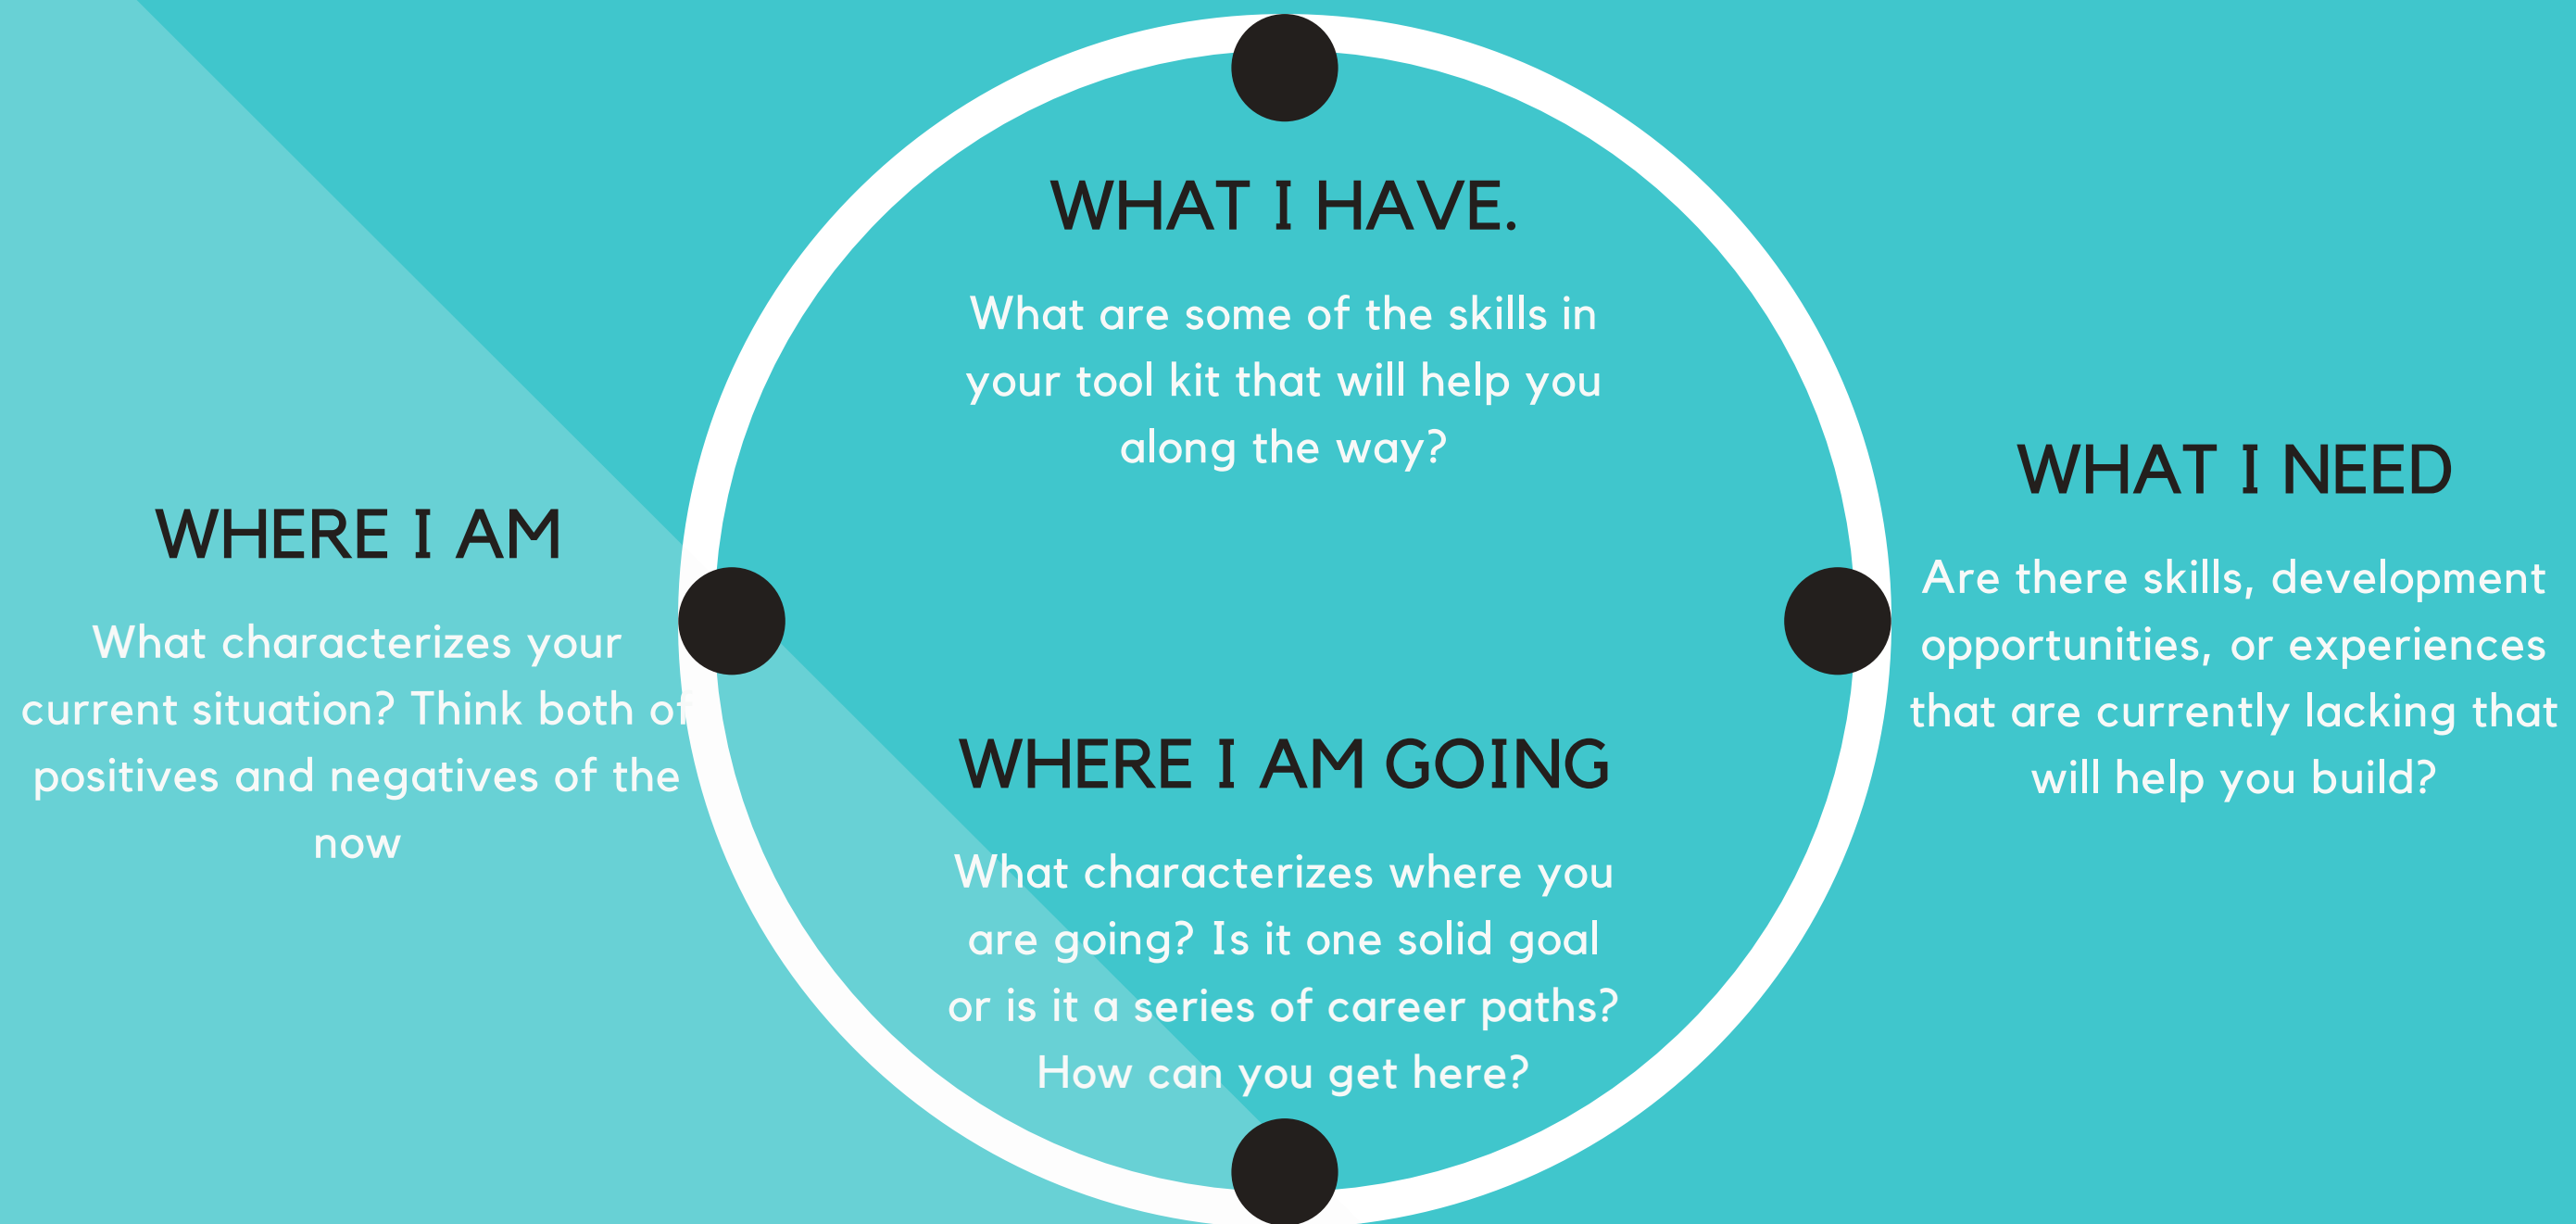 WHAT I HAVE.
What are some of the skills in
your tool kit that will help you
along the way?
WHERE I AM
What characterizes your
current situation? Think both of
positives and negatives of the
now
WHAT I NEED
Are there skills, development
opportunities, or experiences
that are currently lacking that
will help you build?
WHERE I AM GOING
What characterizes where you
are going? Is it one solid goal
or is it a series of career paths?
How can you get here?